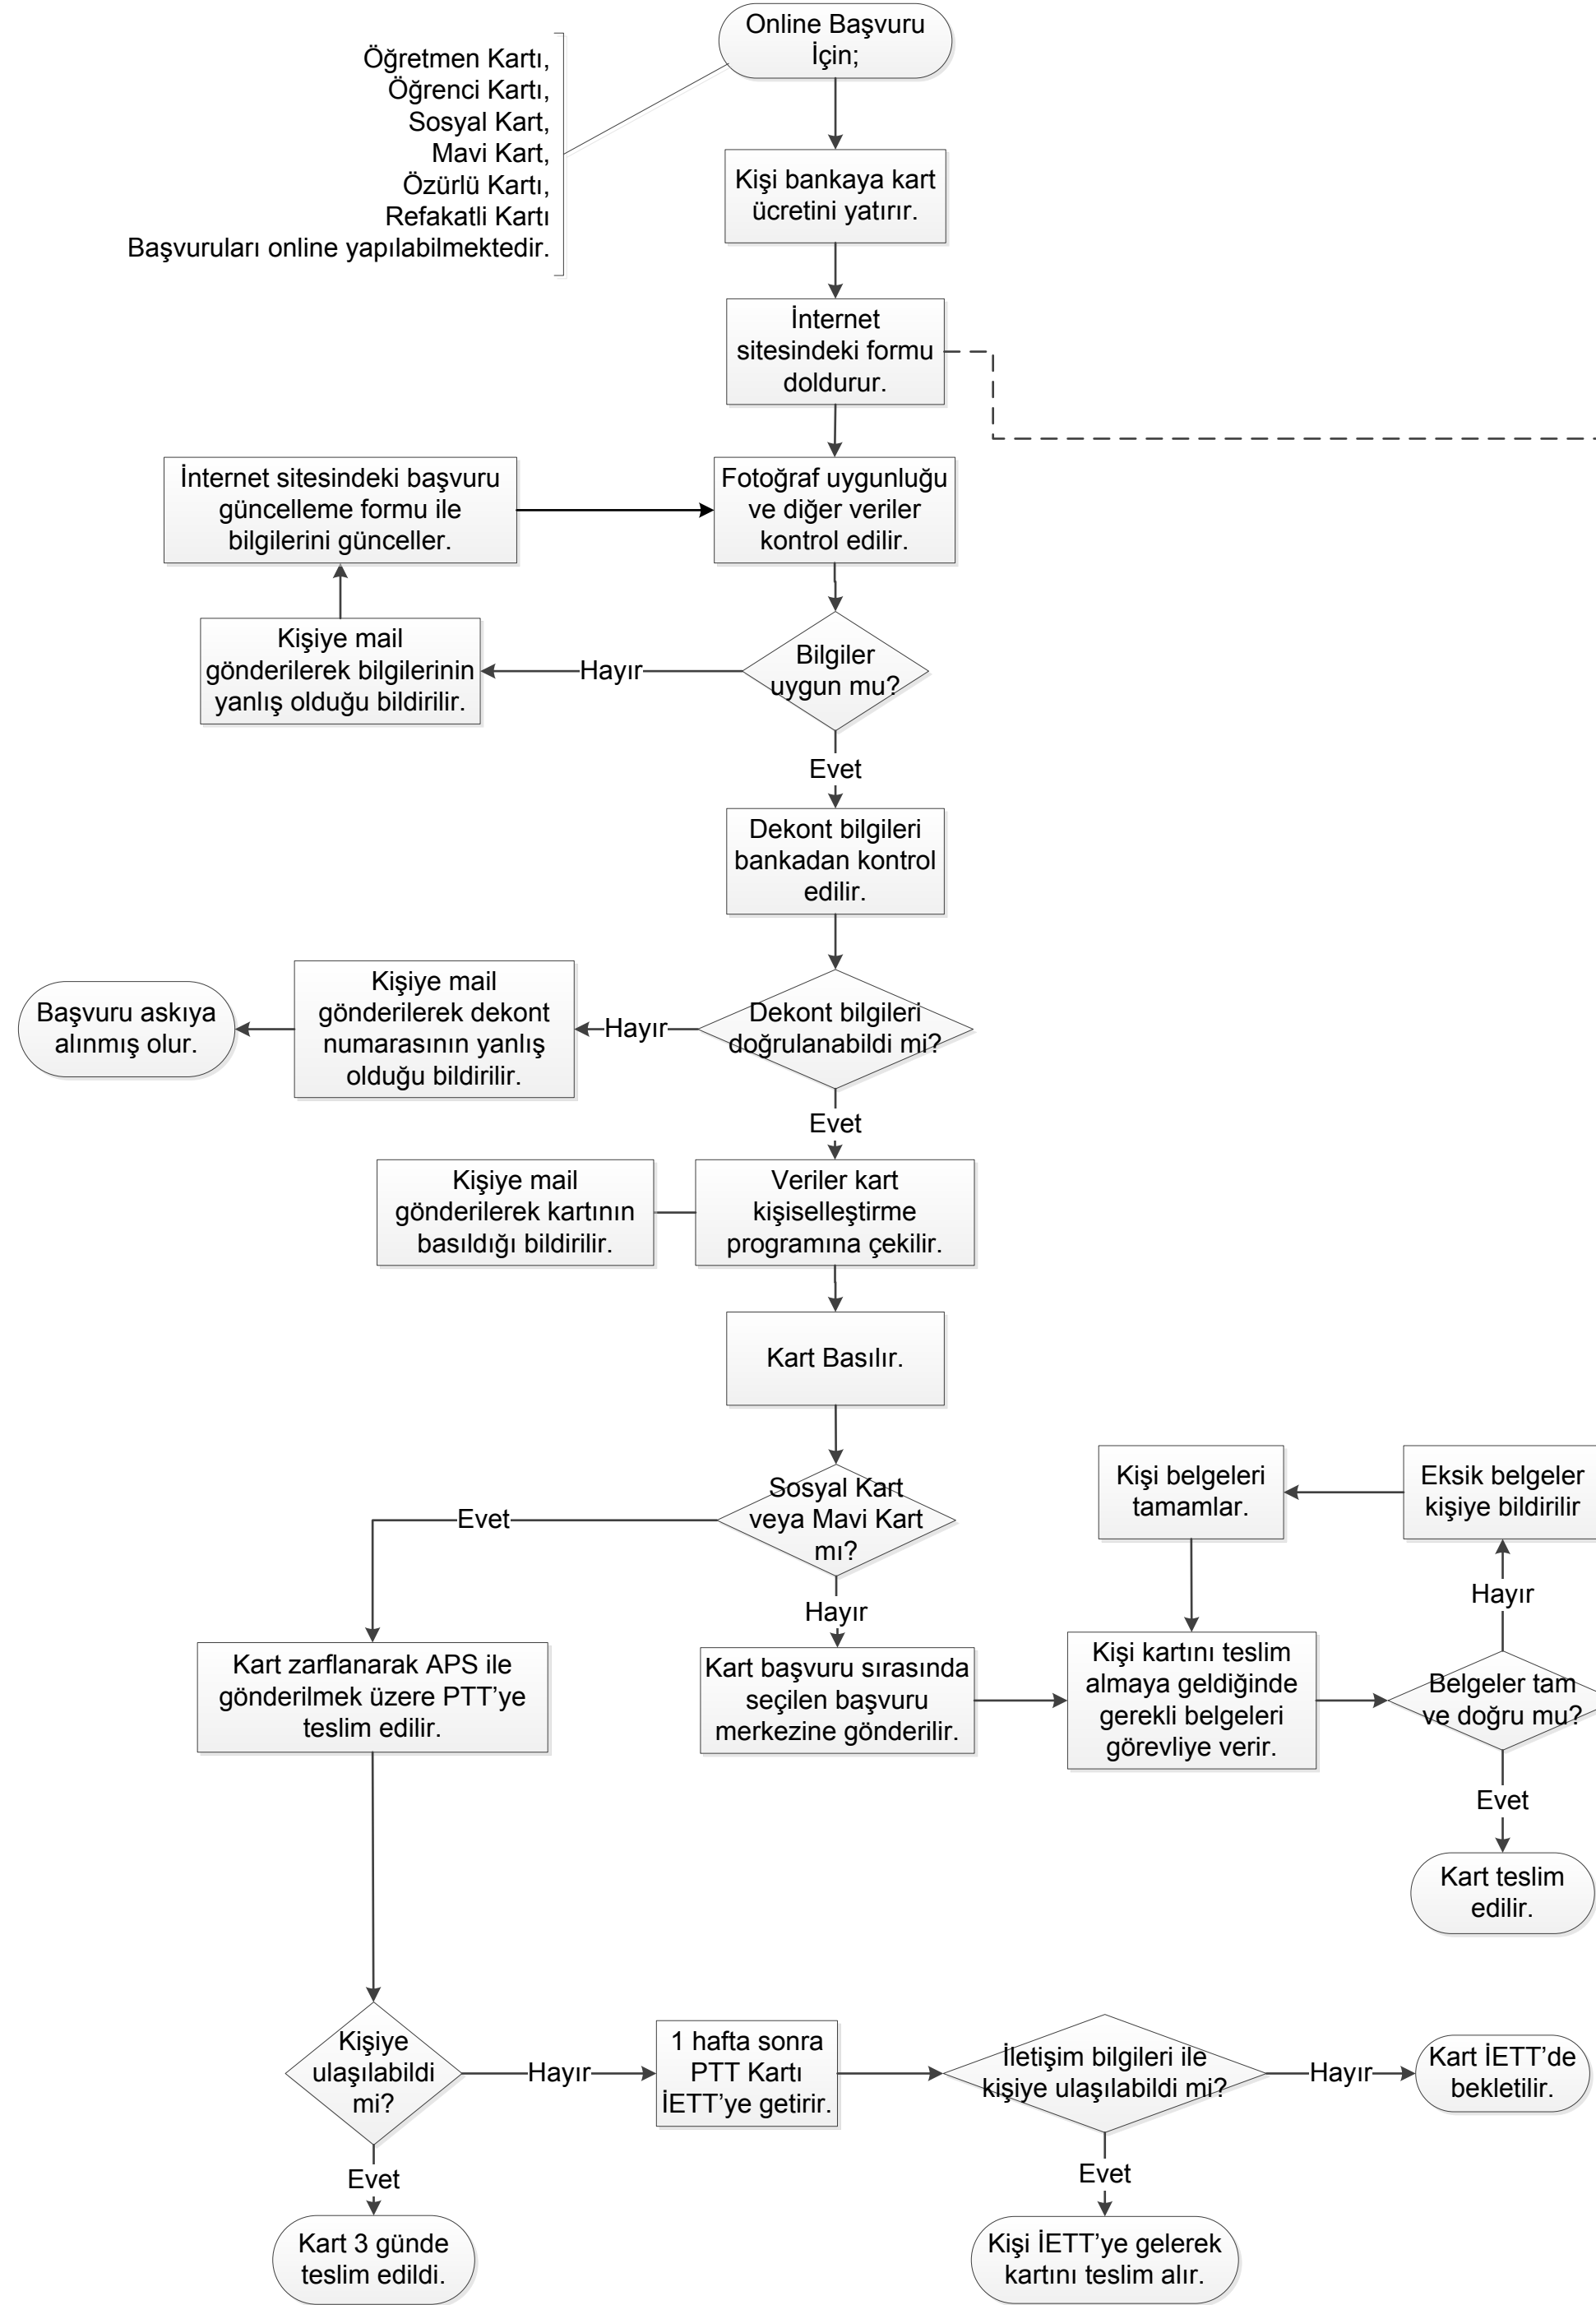 Online Başvuru
İçin;
Öğretmen Kartı,
Öğrenci Kartı,
Sosyal Kart,
Mavi Kart,
Özürlü Kartı,
Refakatli Kartı
Başvuruları online yapılabilmektedir.
Kişi bankaya kart
ücretini yatırır.
İnternet
sitesindeki formu
doldurur.
İnternet sitesindeki başvuru
güncelleme formu ile
bilgilerini günceller.
Fotoğraf uygunluğu
ve diğer veriler
kontrol edilir.
Kişiye mail
gönderilerek bilgilerinin
yanlış olduğu bildirilir.
Hayır
Bilgiler
uygun mu?
Evet
Dekont bilgileri
bankadan kontrol
edilir.
Başvuru askıya
alınmış olur.
Kişiye mail
gönderilerek dekont
numarasının yanlış
olduğu bildirilir.
Hayır
Dekont bilgileri
doğrulanabildi mi?
Evet
Kişiye mail
gönderilerek kartının
basıldığı bildirilir.
Veriler kart
kişiselleştirme
programına çekilir.
Kart Basılır.
Evet
Sosyal Kart
veya Mavi Kart
mı?
Hayır
Kişi belgeleri
tamamlar.
Eksik belgeler
kişiye bildirilir
Hayır
Kart zarflanarak APS ile
gönderilmek üzere PTT’ye
teslim edilir.
Kart başvuru sırasında
seçilen başvuru
merkezine gönderilir.
Kişi kartını teslim
almaya geldiğinde
gerekli belgeleri
görevliye verir.
Belgeler tam
ve doğru mu?
Evet
Kart teslim
edilir.
Kişiye
ulaşılabildi
mi?
Hayır
1 hafta sonra
PTT Kartı
İETT’ye getirir.
İletişim bilgileri ile
kişiye ulaşılabildi mi?
Hayır
Kart İETT’de
bekletilir.
Evet
Evet
Kart 3 günde
teslim edildi.
Kişi İETT’ye gelerek
kartını teslim alır.